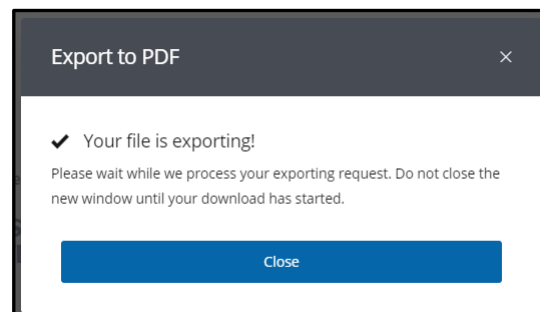 Export to PDF
Your file is exporting!
Please wait while we process your exporting request. Do not close the
new window until your download has started.
Close